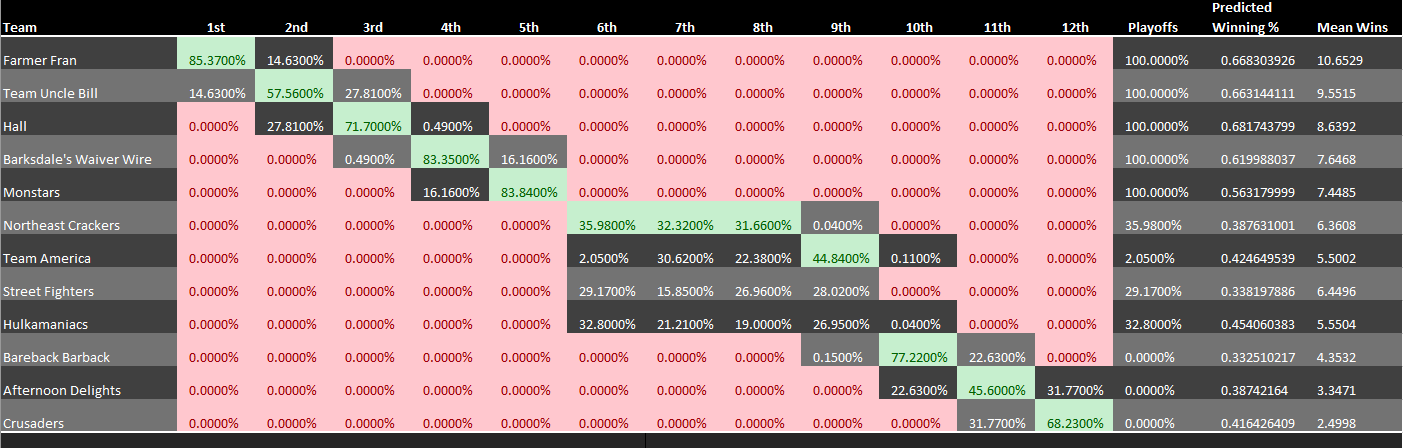 Predicted
Team 1st 2nd 3rd 4th 5th 6th 7th 8th 9th 10th 11th 12th Playoffs Winning % Mean Wins
Farmer Fran 85.3700% 14.6300% 0.0000% 0.0000% 0.0000% 0.0000% 0.0000% 0.0000% 0.0000% 0.0000% 0.0000% 0.0000% 100.0000% 0.668303926 10.6529
Team Uncle Bill 14.6300% 57.5600% 27.8100% 0.0000% 0.0000% 0.0000% 0.0000% 0.0000% 0.0000% 0.0000% 0.0000% 0.0000% 100.0000% 0.663144111 9.5515
Hall 0.0000% 27.8100% 71.7000% 0.4900% 0.0000% 0.0000% 0.0000% 0.0000% 0.0000% 0.0000% 0.0000% 0.0000% 100.0000% 0.681743799 8.6392
Barksdale's Waiver Wire 0.0000% 0.0000% 0.4900% 83.3500% 16.1600% 0.0000% 0.0000% 0.0000% 0.0000% 0.0000% 0.0000% 0.0000% 100.0000% 0.619988037 7.6468
Monstars 0.0000% 0.0000% 0.0000% 16.1600% 83.8400% 0.0000% 0.0000% 0.0000% 0.0000% 0.0000% 0.0000% 0.0000% 100.0000% 0.563179999 7.4485
Northeast Crackers 0.0000% 0.0000% 0.0000% 0.0000% 0.0000% 35.9800% 32.3200% 31.6600% 0.0400% 0.0000% 0.0000% 0.0000% 35.9800% 0.387631001 6.3608
Team America 0.0000% 0.0000% 0.0000% 0.0000% 0.0000% 2.0500% 30.6200% 22.3800% 44.8400% 0.1100% 0.0000% 0.0000% 2.0500% 0.424649539 5.5002
Street Fighters 0.0000% 0.0000% 0.0000% 0.0000% 0.0000% 29.1700% 15.8500% 26.9600% 28.0200% 0.0000% 0.0000% 0.0000% 29.1700% 0.338197886 6.4496
Hulkamaniacs 0.0000% 0.0000% 0.0000% 0.0000% 0.0000% 32.8000% 21.2100% 19.0000% 26.9500% 0.0400% 0.0000% 0.0000% 32.8000% 0.454060383 5.5504
Bareback Barback 0.0000% 0.0000% 0.0000% 0.0000% 0.0000% 0.0000% 0.0000% 0.0000% 0.1500% 77.2200% 22.6300% 0.0000% 0.0000% 0.332510217 4.3532
Afternoon Delights 0.0000% 0.0000% 0.0000% 0.0000% 0.0000% 0.0000% 0.0000% 0.0000% 0.0000% 22.6300% 45.6000% 31.7700% 0.0000% 0.38742164 3.3471
Crusaders 0.0000% 0.0000% 0.0000% 0.0000% 0.0000% 0.0000% 0.0000% 0.0000% 0.0000% 0.0000% 31.7700% 68.2300% 0.0000% 0.416426409 2.4998